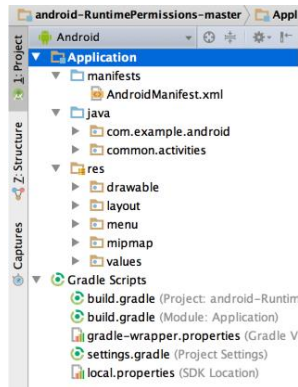 android-RuntimePermissions-master
Android
Application
manifests
AndroidManifest.xml
java
com.example.android
common.activities
res
drawable
layout
menu
mipmap
values
Gradle Scripts
build.gradle (Project: android-Runtim
build.gradle (Module: Application)
gradle-wrapper.properties (Gradle V
settings.gradle (Project Settings)
local.properties (SDK Location)
1: Project
Z: Structure
Captures